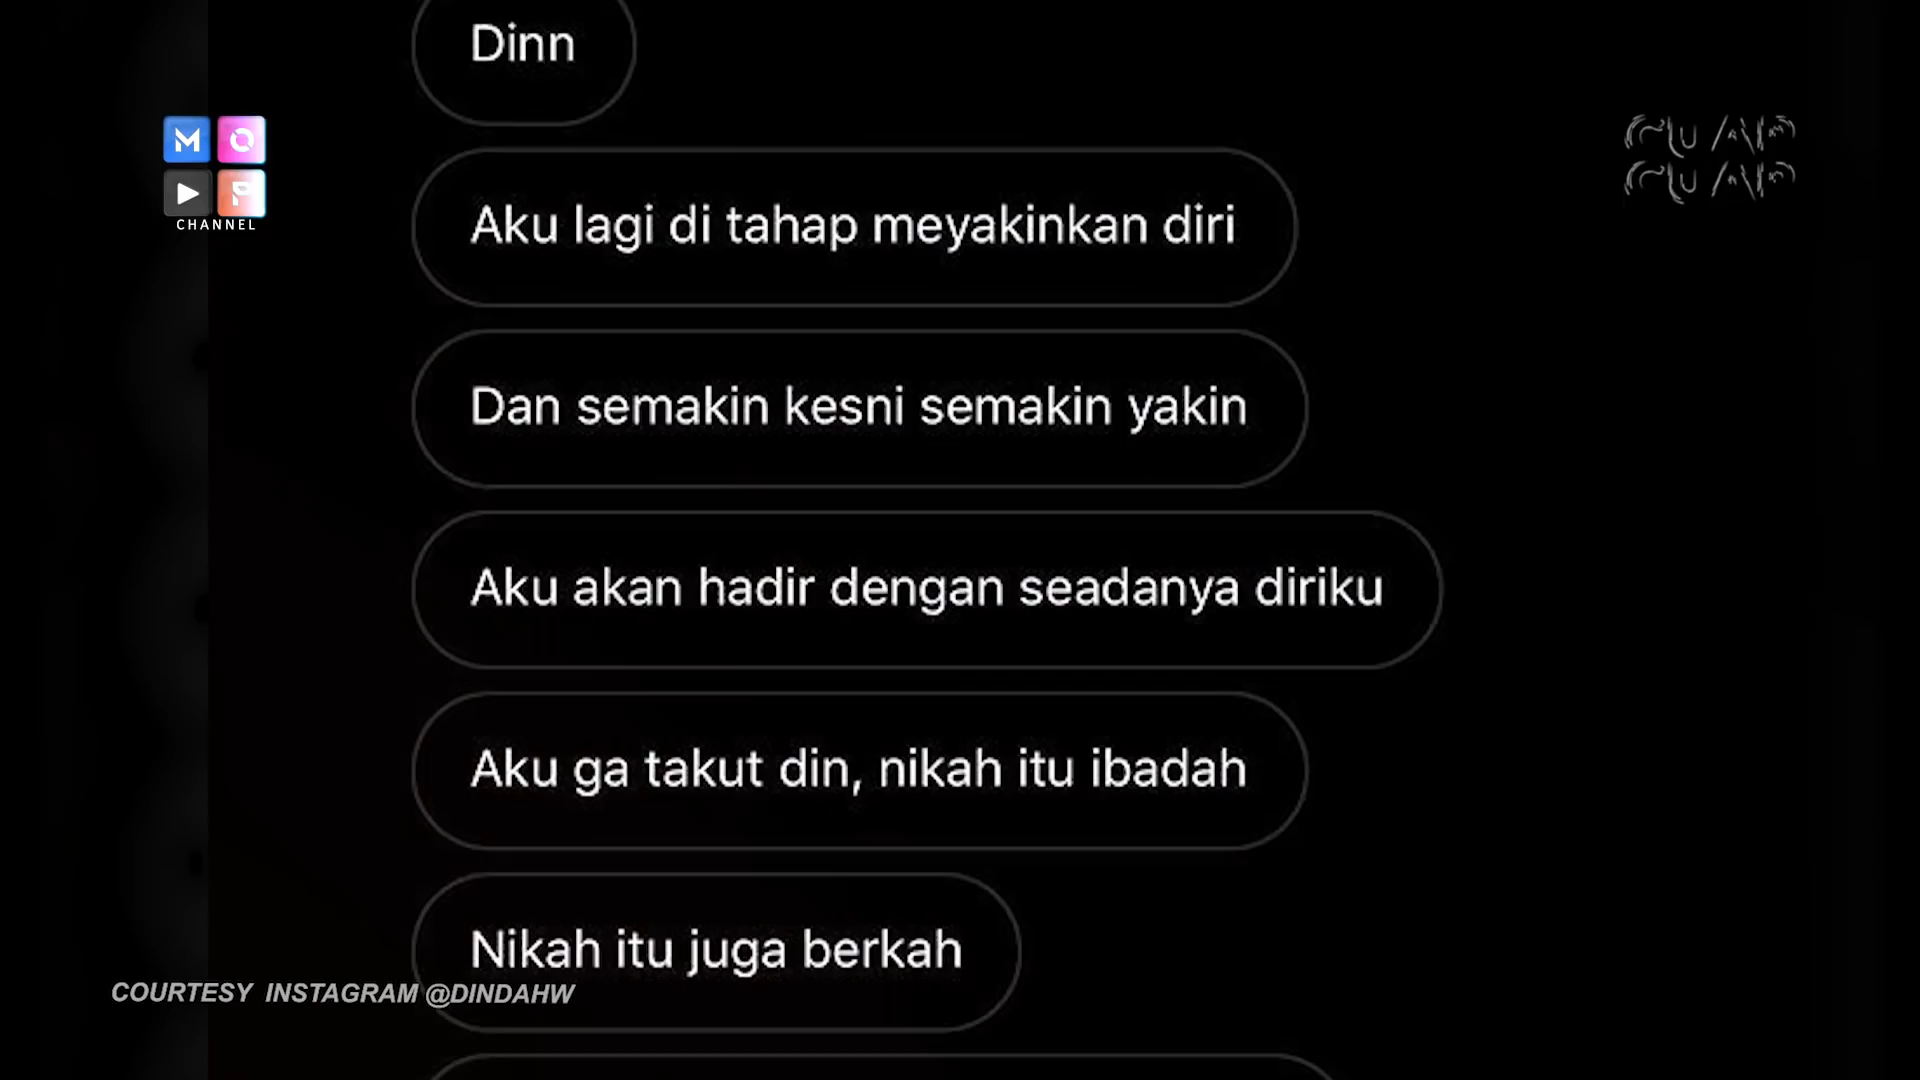 Dinn
M O
P
CHANNEL
Aku lagi di tahap meyakinkan diri
Dan semakin kesni semakin yakin
Aku akan hadir dengan seadanya diriku
Aku ga takut din, nikah itu ibadah
Nikah itu juga berkah
COURTESY INSTAGRAM @DINDAHW